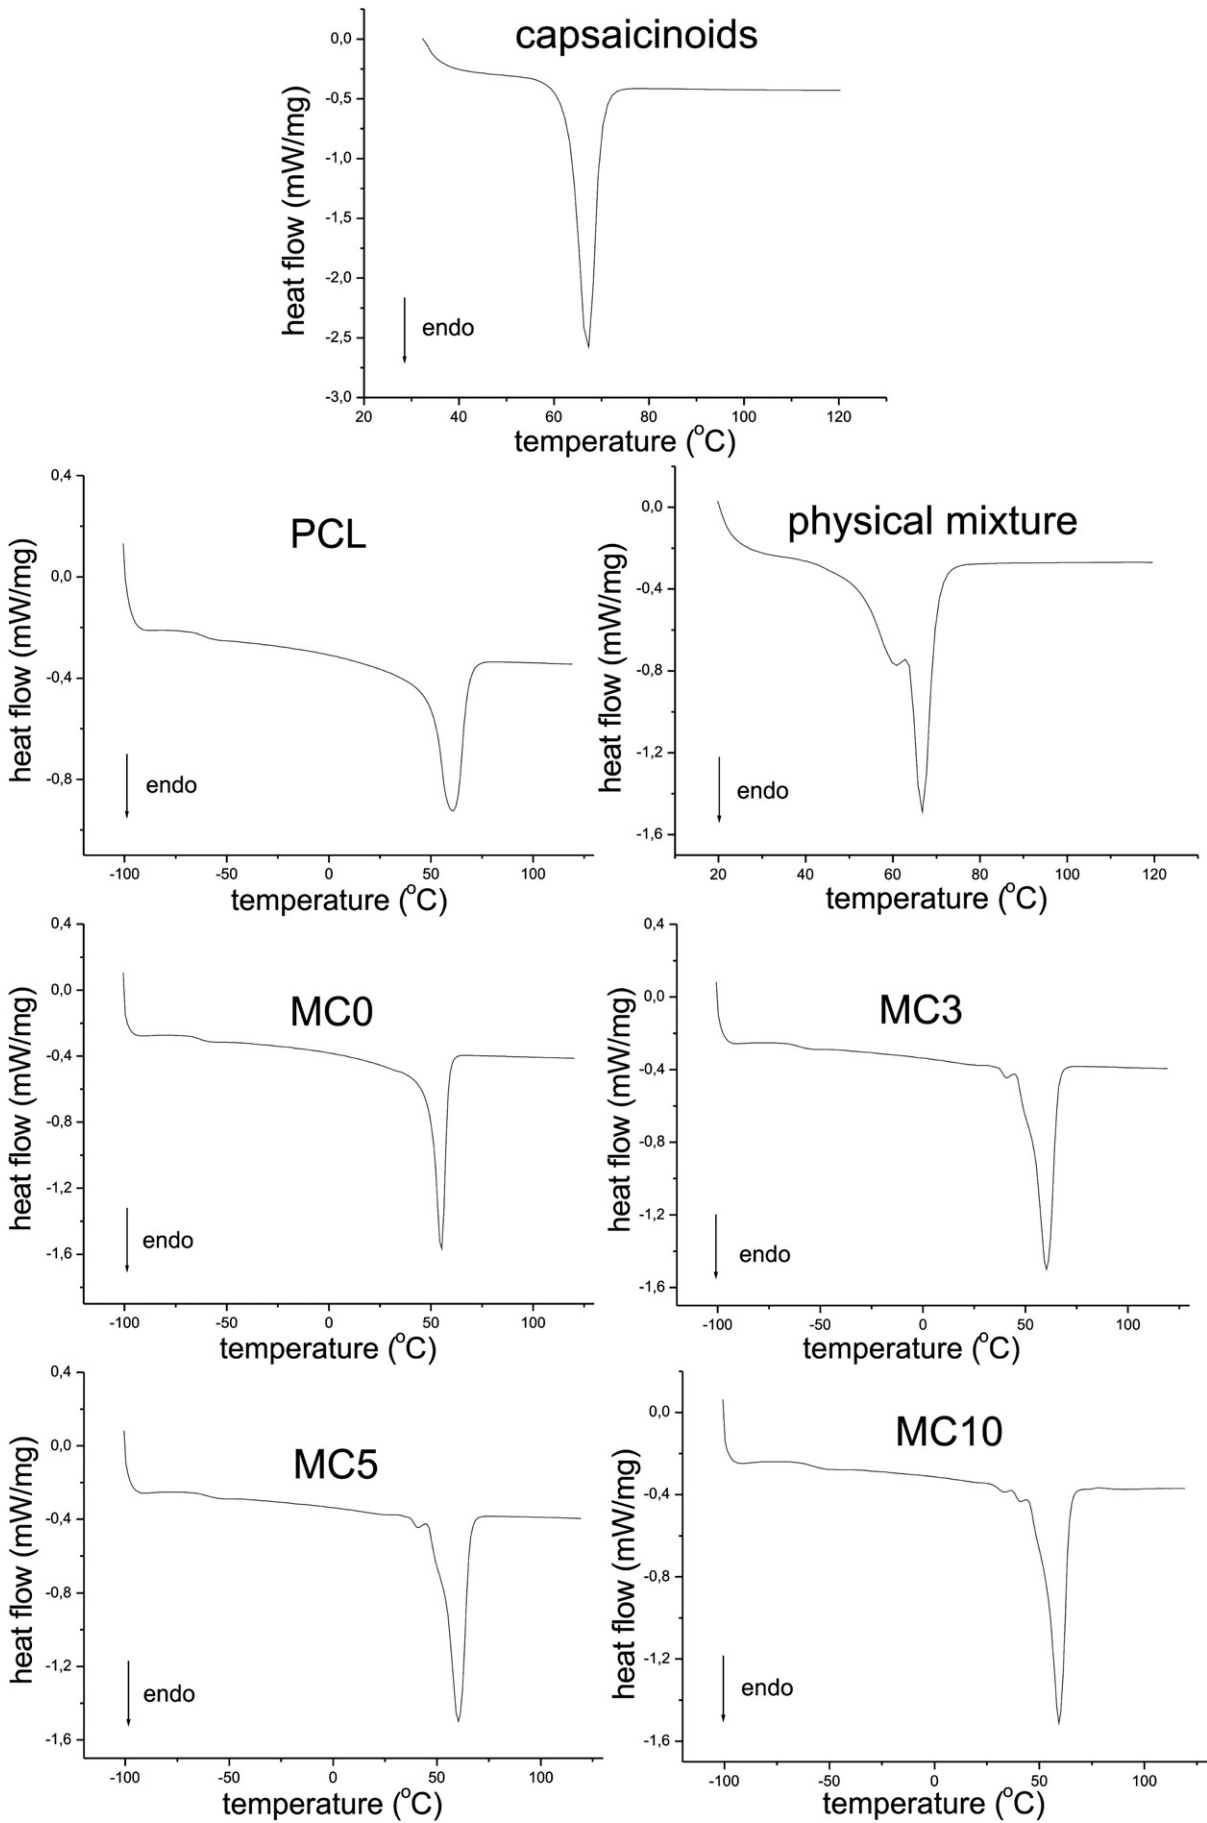 capsaicinoids
0,0
-0,5
-1,0
-1,5
-2,0
-2,5
-3,0
heat flow (mW/mg)
endo
20 40 60 80 100 120
temperature (°C)
PCL
0,4
0,0
-0,4
-0,8
heat flow (mW/mg)
endo
-100 -50 0 50 100
temperature (°C)
physical mixture
0,0
-0,4
-0,8
-1,2
-1,6
heat flow (mW/mg)
endo
20 40 60 80 100 120
temperature (°C)
MC0
0,4
0,0
-0,4
-0,8
-1,2
-1,6
heat flow (mW/mg)
endo
-100 -50 0 50 100
temperature (°C)
MC3
0,4
0,0
-0,4
-0,8
-1,2
-1,6
heat flow (mW/mg)
endo
-100 -50 0 50 100
temperature (°C)
MC5
0,4
0,0
-0,4
-0,8
-1,2
-1,6
heat flow (mW/mg)
endo
-100 -50 0 50 100
temperature (°C)
MC10
0,0
-0,4
-0,8
-1,2
-1,6
heat flow (mW/mg)
endo
-100 -50 0 50 100
temperature (°C)